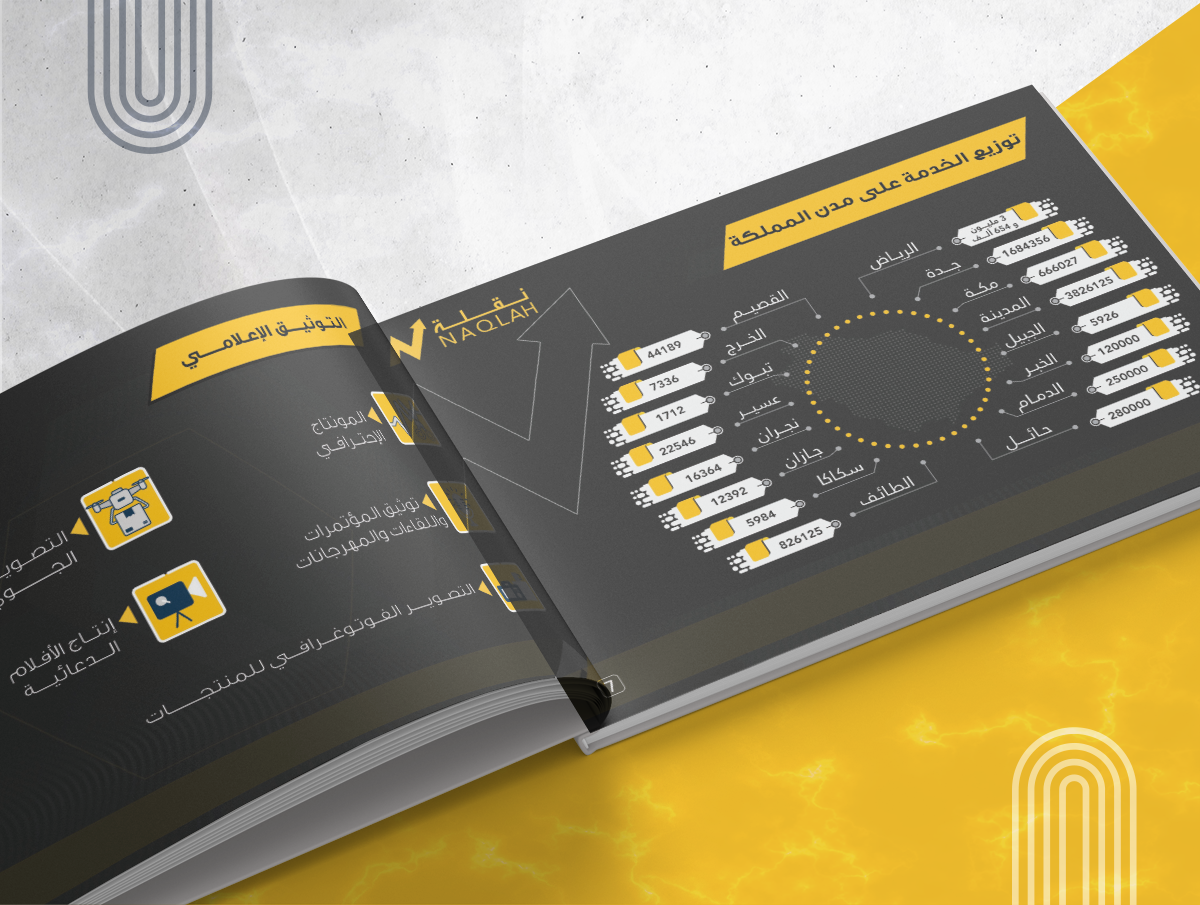 توزيع الخدمة على مدن المملكة
3 مليون
و 654 ألف
الرياض
1684356
جدة
666027
مكة
3826125
المدينة
5926
الجبيل
120000
الخبر
250000
الدمام
280000
حائل
القصيم
44189
الخرج
7336
تبوك
1712
عسير
22546
نجران
16364
جازان
12392
سكاكا
5984
الطائف
826125
نقلة
NAQLAH
7
التوثيق الإعلامي
المونتاج
الإحترافي
توثيق المؤتمرات
واللقاءات والمهرجانات
التصوير الفوتوغرافي للمنتجات
إنتاج الأفلام
الدعائية